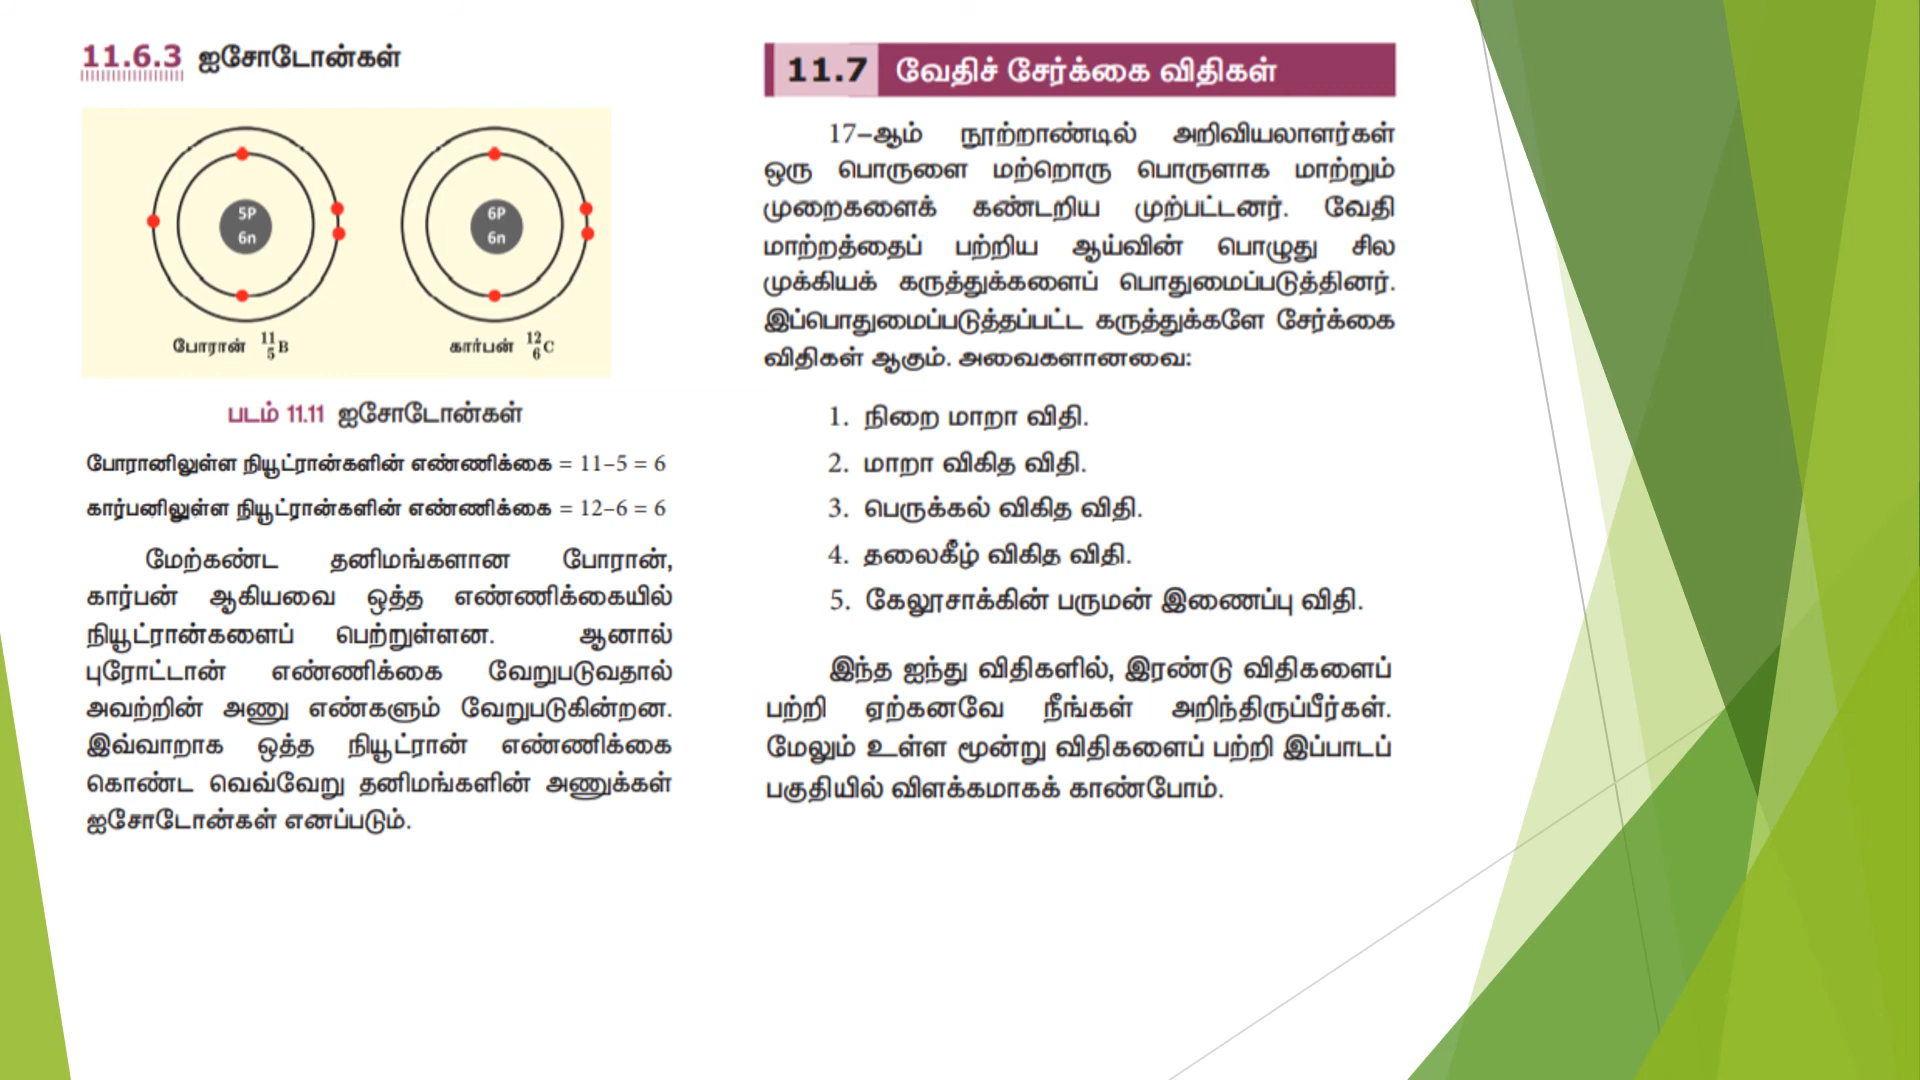 11.6.3 ஐசோடோன்கள்
5P
6n
6P
6n
போரான் ¹¹₅B
கார்பன் ¹²₆C
படம் 11.11 ஐசோடோன்கள்
போரானிலுள்ள நியூட்ரான்களின் எண்ணிக்கை = 11–5 = 6
கார்பனிலுள்ள நியூட்ரான்களின் எண்ணிக்கை = 12–6 = 6
மேற்கண்ட தனிமங்களான போரான்,
கார்பன் ஆகியவை ஒத்த எண்ணிக்கையில்
நியூட்ரான்களைப் பெற்றுள்ளன. ஆனால்
புரோட்டான் எண்ணிக்கை வேறுபடுவதால்
அவற்றின் அணு எண்களும் வேறுபடுகின்றன.
இவ்வாறாக ஒத்த நியூட்ரான் எண்ணிக்கை
கொண்ட வெவ்வேறு தனிமங்களின் அணுக்கள்
ஐசோடோன்கள் எனப்படும்.
11.7 வேதிச் சேர்க்கை விதிகள்
17–ஆம் நூற்றாண்டில் அறிவியலாளர்கள்
ஒரு பொருளை மற்றொரு பொருளாக மாற்றும்
முறைகளைக் கண்டறிய முற்பட்டனர். வேதி
மாற்றத்தைப் பற்றிய ஆய்வின் பொழுது சில
முக்கியக் கருத்துக்களைப் பொதுமைப்படுத்தினர்.
இப்பொதுமைப்படுத்தப்பட்ட கருத்துக்களே சேர்க்கை
விதிகள் ஆகும். அவைகளானவை:
1. நிறை மாறா விதி.
2. மாறா விகித விதி.
3. பெருக்கல் விகித விதி.
4. தலைகீழ் விகித விதி.
5. கேலூசாக்கின் பருமன் இணைப்பு விதி.
இந்த ஐந்து விதிகளில், இரண்டு விதிகளைப்
பற்றி ஏற்கனவே நீங்கள் அறிந்திருப்பீர்கள்.
மேலும் உள்ள மூன்று விதிகளைப் பற்றி இப்பாடப்
பகுதியில் விளக்கமாகக் காண்போம்.